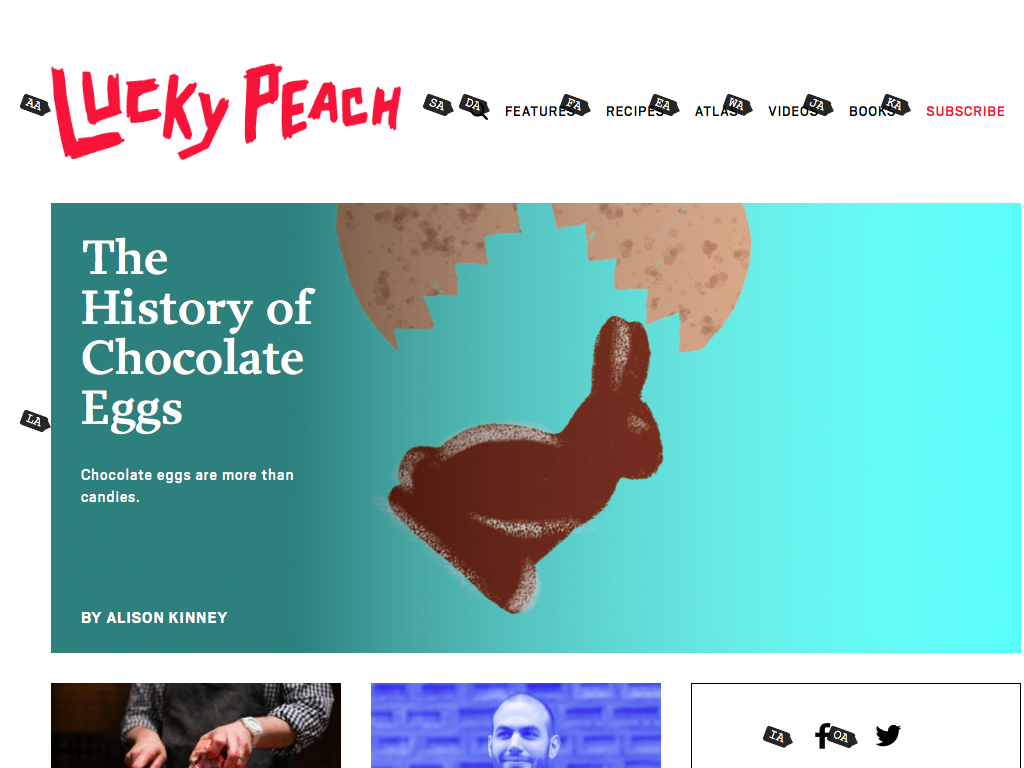 LUCKY PEACH
AA SA DA FA EA WA JA KA
FEATURES RECIPES ATLAS VIDEOS BOOKS SUBSCRIBE
The
History of
Chocolate
Eggs
LA
Chocolate eggs are more than
candies.
BY ALISON KINNEY
IA OA